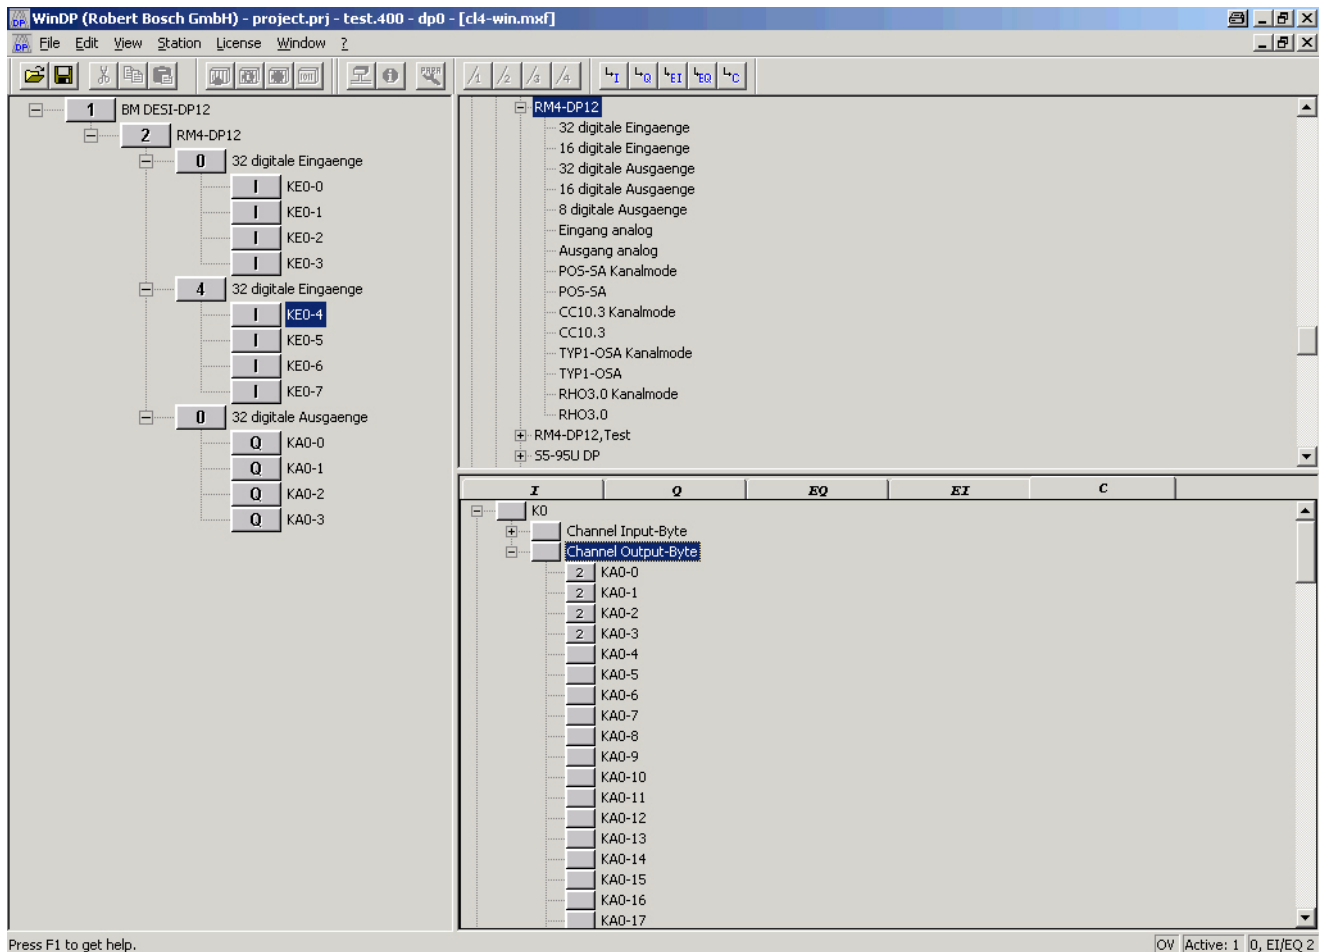 WinDP (Robert Bosch GmbH) - project.prj - test.400 - dp0 - [cl4-win.mxf]
File Edit View Station License Window ?
1 BM DESI-DP12
2 RM4-DP12
0 32 digitale Eingaenge
I KE0-0
I KE0-1
I KE0-2
I KE0-3
4 32 digitale Eingaenge
I KE0-4
I KE0-5
I KE0-6
I KE0-7
0 32 digitale Ausgaenge
Q KA0-0
Q KA0-1
Q KA0-2
Q KA0-3
RM4-DP12
32 digitale Eingaenge
16 digitale Eingaenge
32 digitale Ausgaenge
16 digitale Ausgaenge
8 digitale Ausgaenge
Eingang analog
Ausgang analog
POS-SA Kanalmode
POS-SA
CC10.3 Kanalmode
CC10.3
TYP1-OSA Kanalmode
TYP1-OSA
RHO3.0 Kanalmode
RHO3.0
RM4-DP12,Test
S5-95U DP
I Q EQ EI C
K0
Channel Input-Byte
Channel Output-Byte
2 KA0-0
2 KA0-1
2 KA0-2
2 KA0-3
KA0-4
KA0-5
KA0-6
KA0-7
KA0-8
KA0-9
KA0-10
KA0-11
KA0-12
KA0-13
KA0-14
KA0-15
KA0-16
KA0-17
Press F1 to get help. OV Active: 1 0, EI/EQ 2